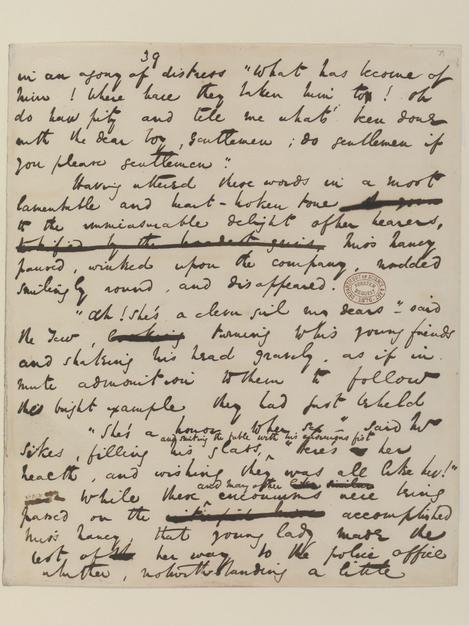 39
in an agony of distress "What has become of
him! Where have they taken him to! Oh
do have pity and tell me whats been done
with the dear boy, Gentlemen; do gentlemen if
you please gentlemen".
Having uttered these words in a most
lamentable and heart-broken tone
to the immeasurable delight of her hearers,
Miss Nancy
paused, winked upon the company, nodded
smilingly round, and disappeared.
"Ah! She's a clever girl my dears" said
the Jew, turning to his young friends
and shaking his head gravely, as if in
mute admonition to them to follow
the bright example they had just beheld
"She's a honor to her sex", said Mr
and smiting the table with his enormous fist
Sikes, filling his glass, "Here's her
health, and wishing they was all like her!"
and many other
While these encomiums were being
passed on the accomplished
Miss Nancy that young lady made the
best of her way to the police office
whither, notwithstanding a little